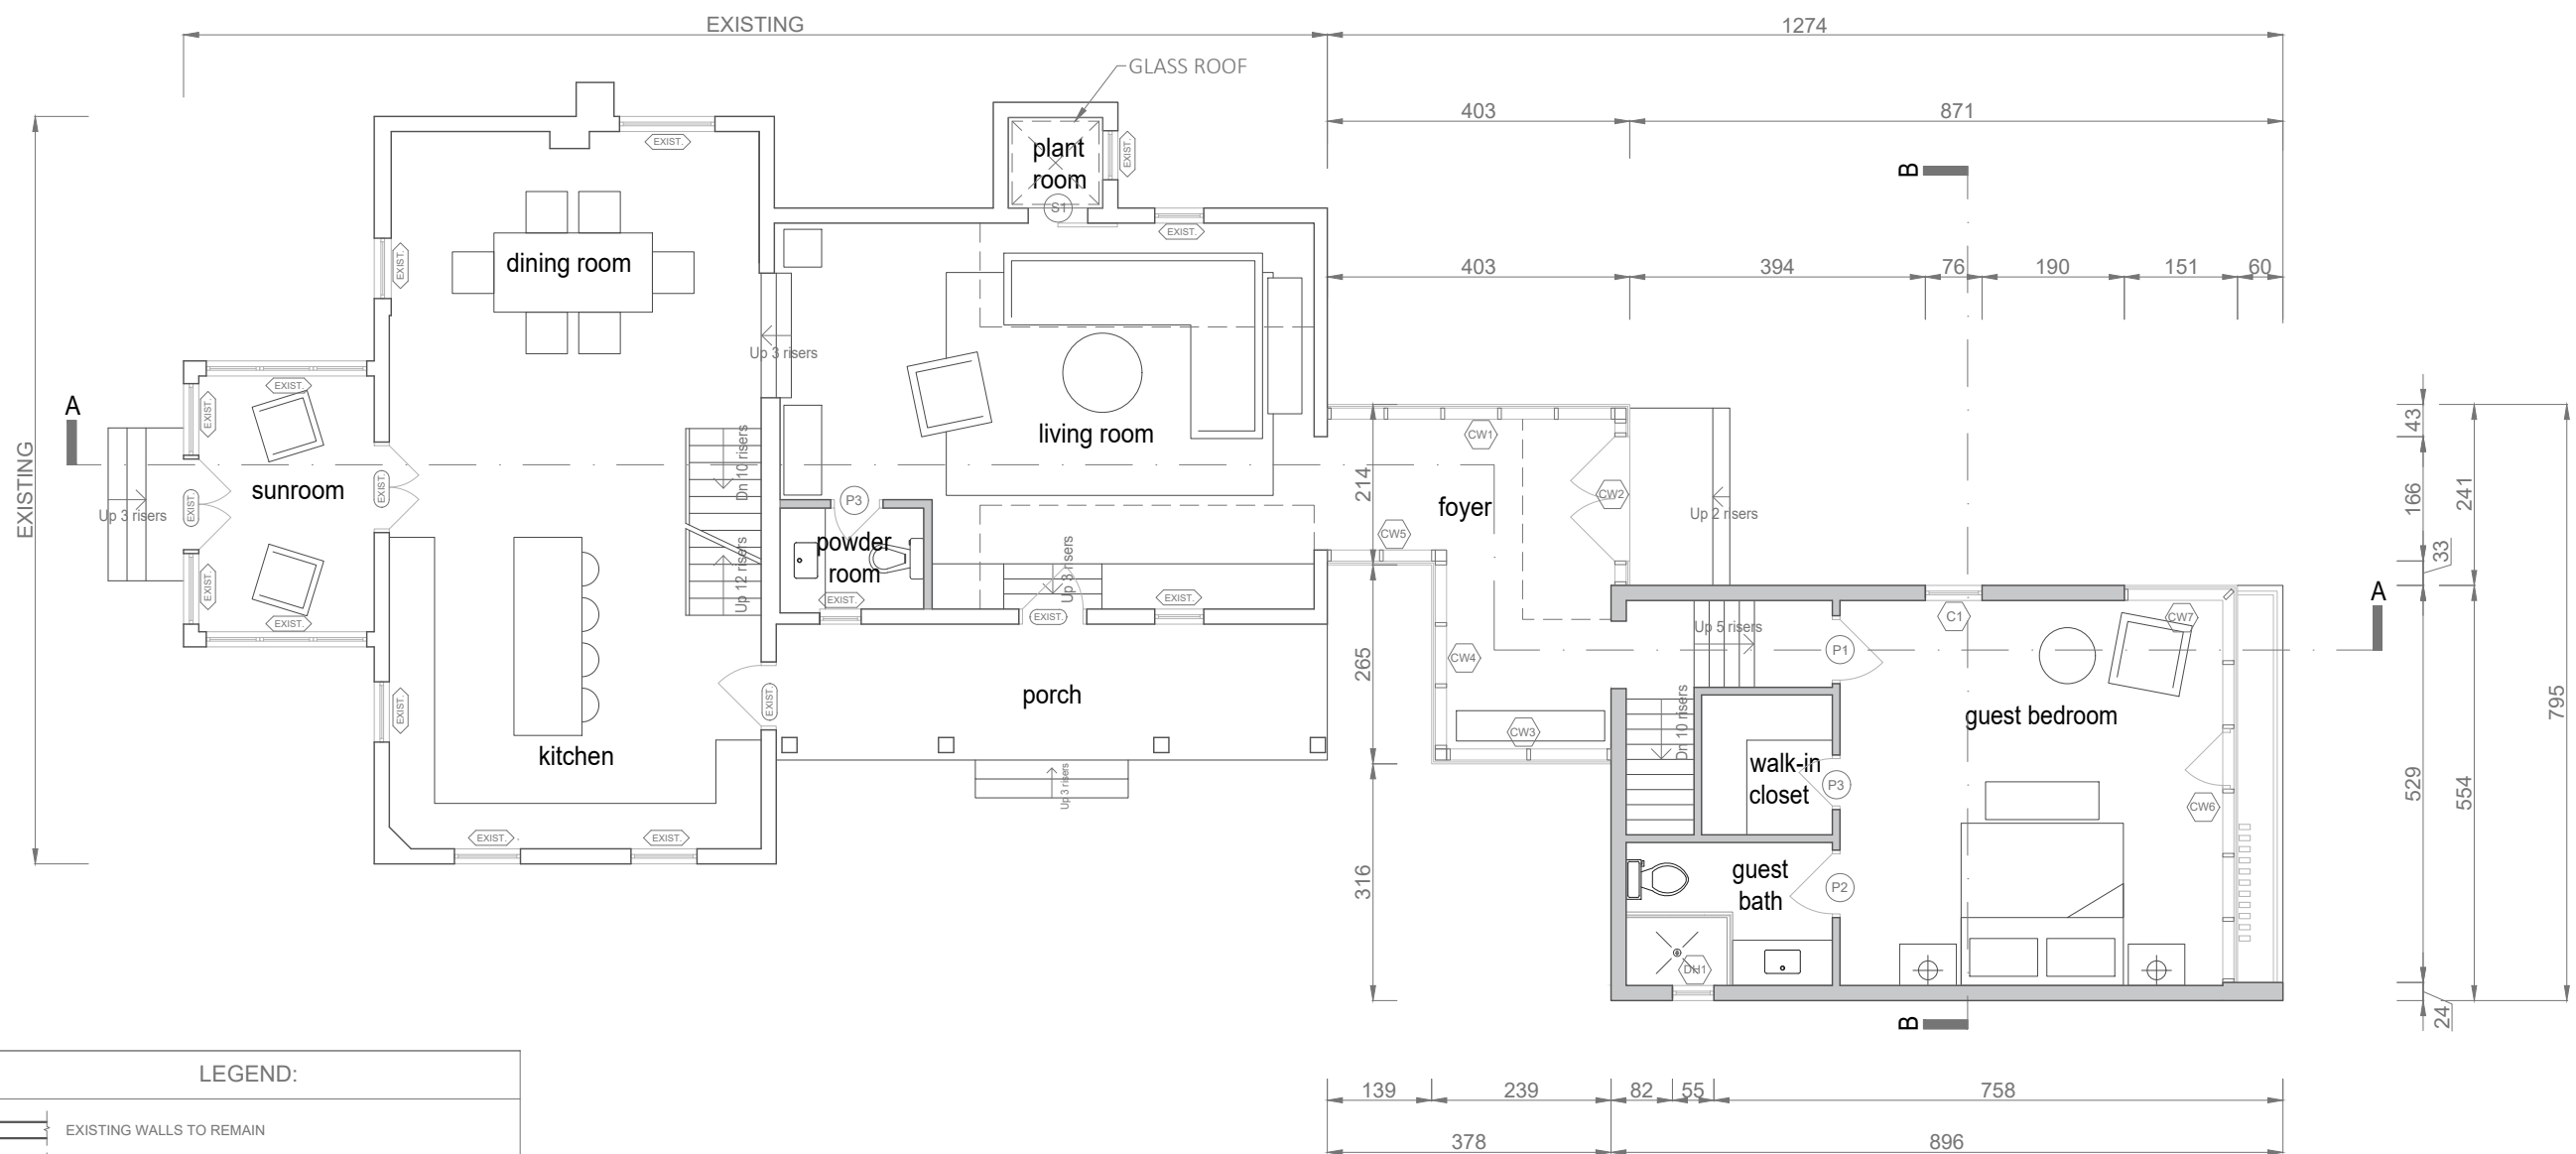 EXISTING
1274
GLASS ROOF
403
871
plant
room
EXIST.
EXIST.
S1
B
EXIST.
dining room
EXIST.
403
394
76
190
151
60
Up 3 risers
EXIST.
EXIST.
A
living room
CW1
43
EXISTING
Dn 10 risers
sunroom
EXIST.
EXIST.
Up 3 risers
P3
214
foyer
CW2
Up 2 risers
166
241
CW5
powder
room
33
EXIST.
Up 12 risers
EXIST.
Up 3 risers
EXIST.
EXIST.
EXIST.
A
C1
CW7
Up 5 risers
P1
CW4
265
porch
EXIST.
EXIST.
guest bedroom
795
CW3
Dn 10 risers
kitchen
walk-in
closet
P3
Up 3 risers
CW6
529
554
EXIST.
EXIST.
316
guest
bath
P2
DH1
B
24
LEGEND:
139
239
82
55
758
EXISTING WALLS TO REMAIN
378
896